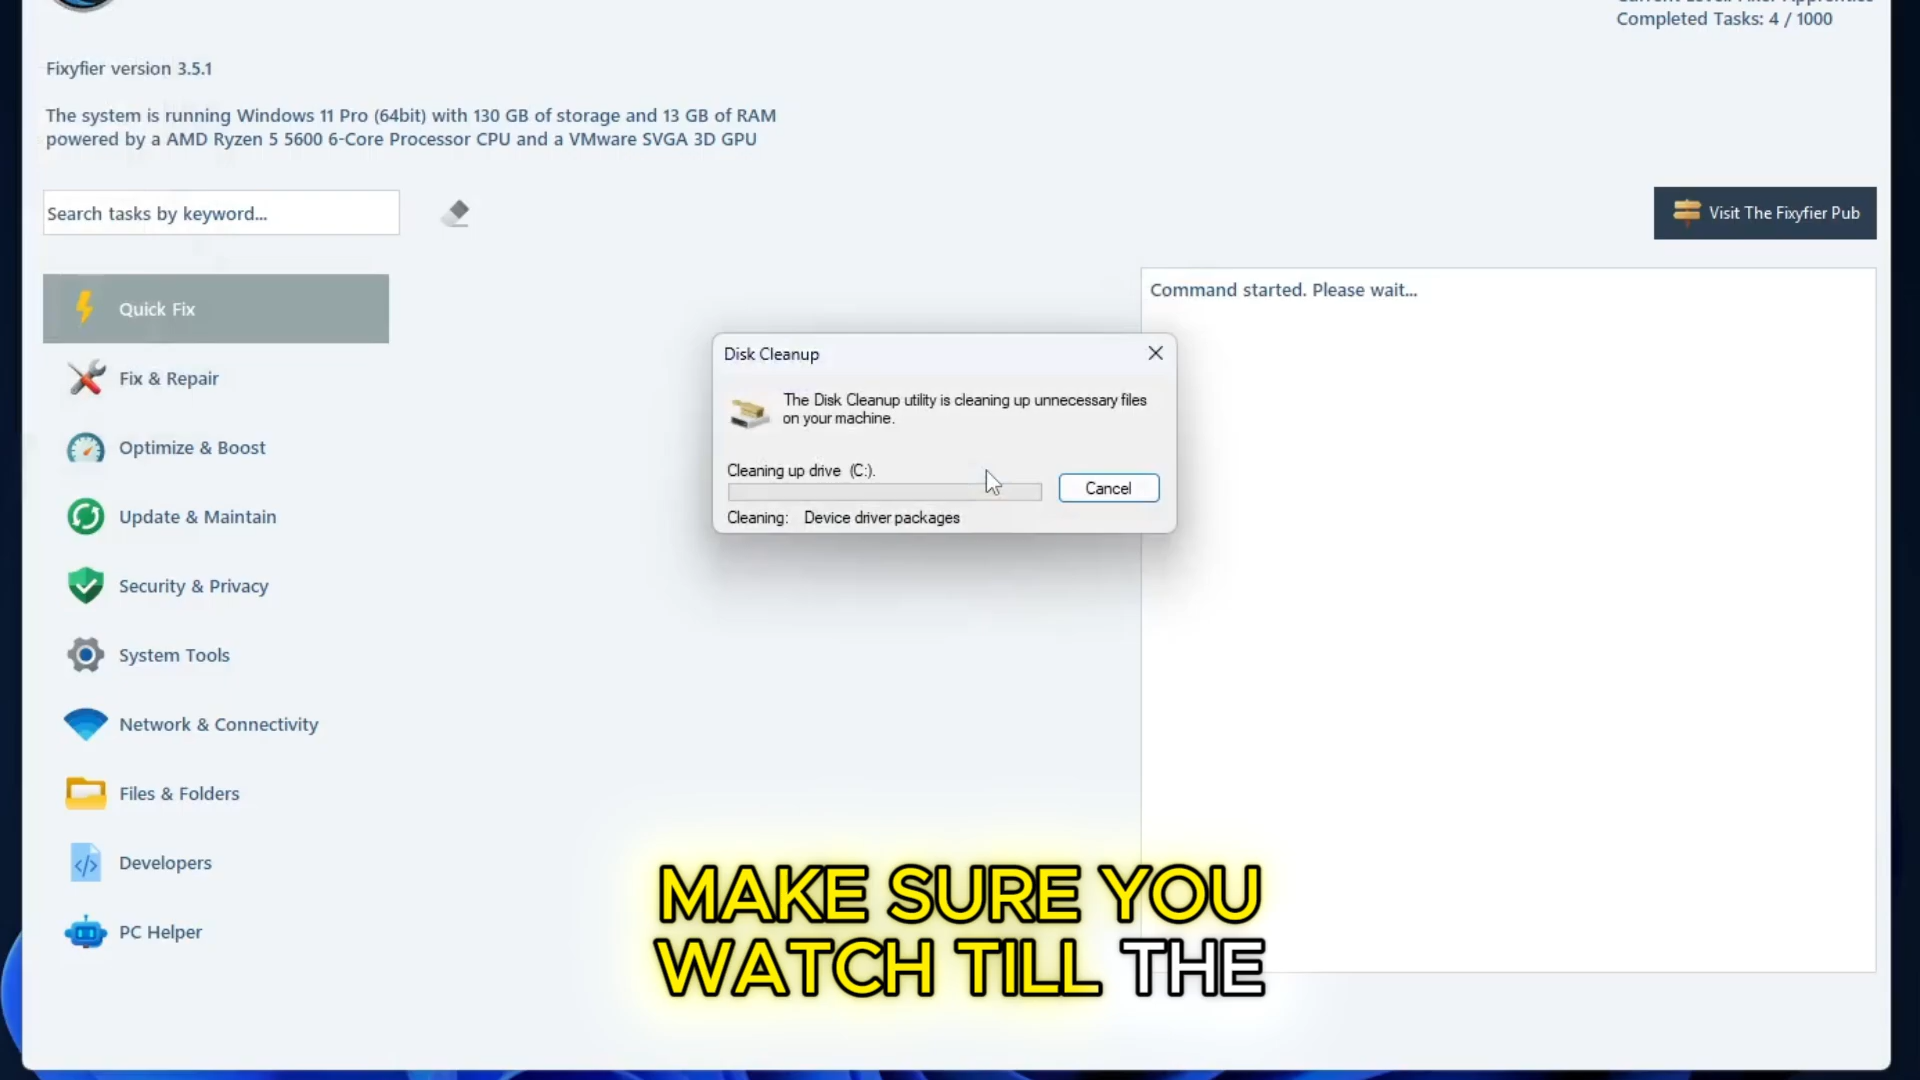 Completed Tasks: 4 / 1000
Fixyfier version 3.5.1
The system is running Windows 11 Pro (64bit) with 130 GB of storage and 13 GB of RAM
powered by a AMD Ryzen 5 5600 6-Core Processor CPU and a VMware SVGA 3D GPU
Search tasks by keyword...
Visit The Fixyfier Pub
Quick Fix
Fix & Repair
Optimize & Boost
Update & Maintain
Security & Privacy
System Tools
Network & Connectivity
Files & Folders
Developers
PC Helper
Command started. Please wait...
Disk Cleanup
The Disk Cleanup utility is cleaning up unnecessary files
on your machine.
Cleaning up drive (C:).
Cancel
Cleaning: Device driver packages
MAKE SURE YOU
WATCH TILL THE